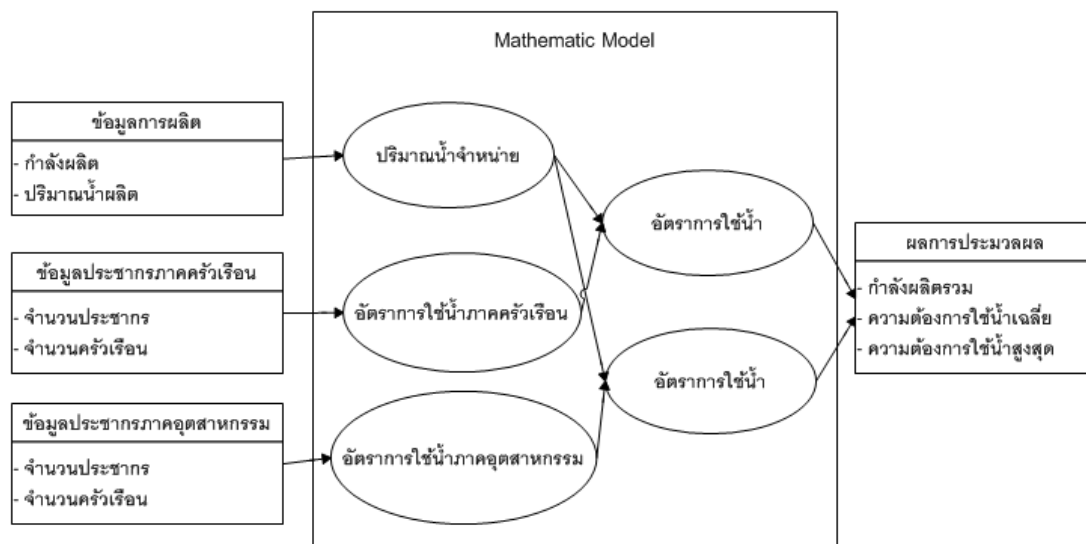 Mathematic Model
ข้อมูลการผลิต
- กำลังผลิต
- ปริมาณน้ำผลิต
ข้อมูลประชากรภาคครัวเรือน
- จำนวนประชากร
- จำนวนครัวเรือน
ข้อมูลประชากรภาคอุตสาหกรรม
- จำนวนประชากร
- จำนวนครัวเรือน
ปริมาณน้ำจำหน่าย
อัตราการใช้น้ำภาคครัวเรือน
อัตราการใช้น้ำภาคอุตสาหกรรม
อัตราการใช้น้ำ
อัตราการใช้น้ำ
ผลการประมวลผล
- กำลังผลิตรวม
- ความต้องการใช้น้ำเฉลี่ย
- ความต้องการใช้น้ำสูงสุด